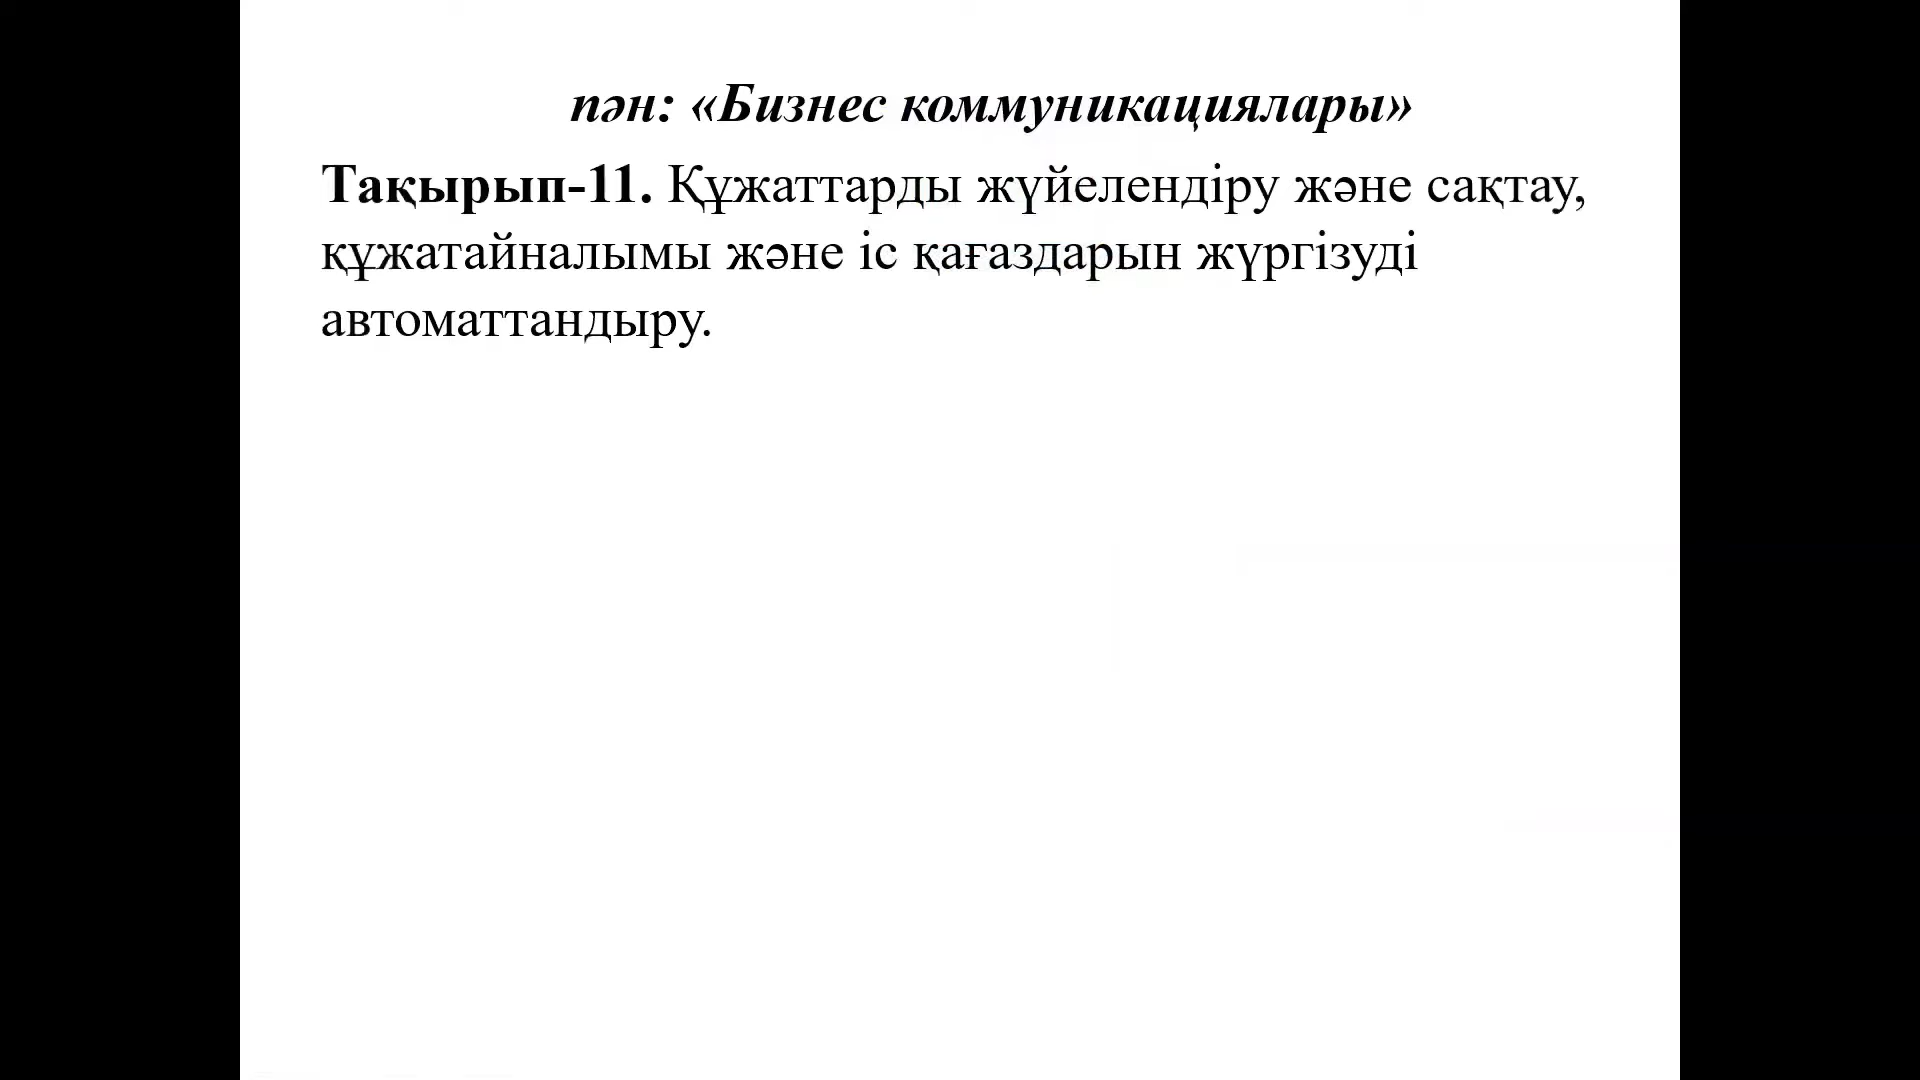 пән: «Бизнес коммуникациялары»
Тақырып-11. Құжаттарды жүйелендіру және сақтау,
құжатайналымы және іс қағаздарын жүргізуді
автоматтандыру.